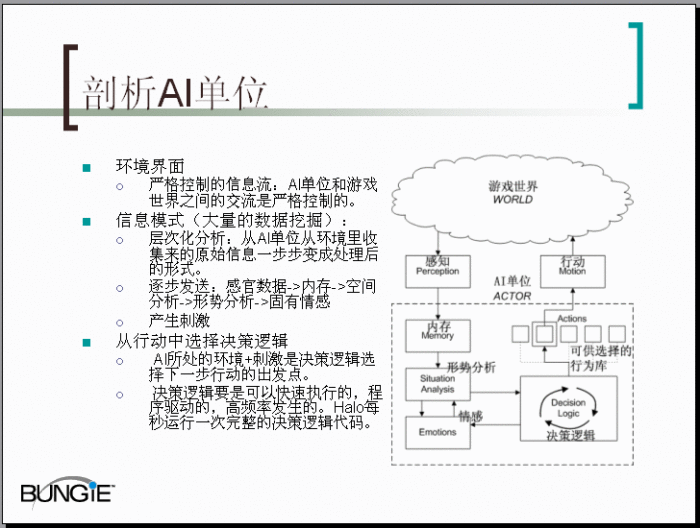 剖析AI单位
环境界面
严格控制的信息流：AI单位和游戏
世界之间的交流是严格控制的。
信息模式（大量的数据挖掘）：
层次化分析：从AI单位从环境里收
集来的原始信息一步步变成处理后
的形式。
逐步发送：感官数据->内存->空间
分析->形势分析->固有情感
产生刺激
从行动中选择决策逻辑
AI所处的环境+刺激是决策逻辑选
择下一步行动的出发点。
决策逻辑要是可以快速执行的，程
序驱动的，高频率发生的。Halo每
秒运行一次完整的决策逻辑代码。
游戏世界
WORLD
感知
Perception
行动
Motion
AI单位
ACTOR
内存
Memory
Actions
可供选择的
行为库
形势分析
Situation
Analysis
情感
Emotions
Decision
Logic
决策逻辑
BUNGiE™